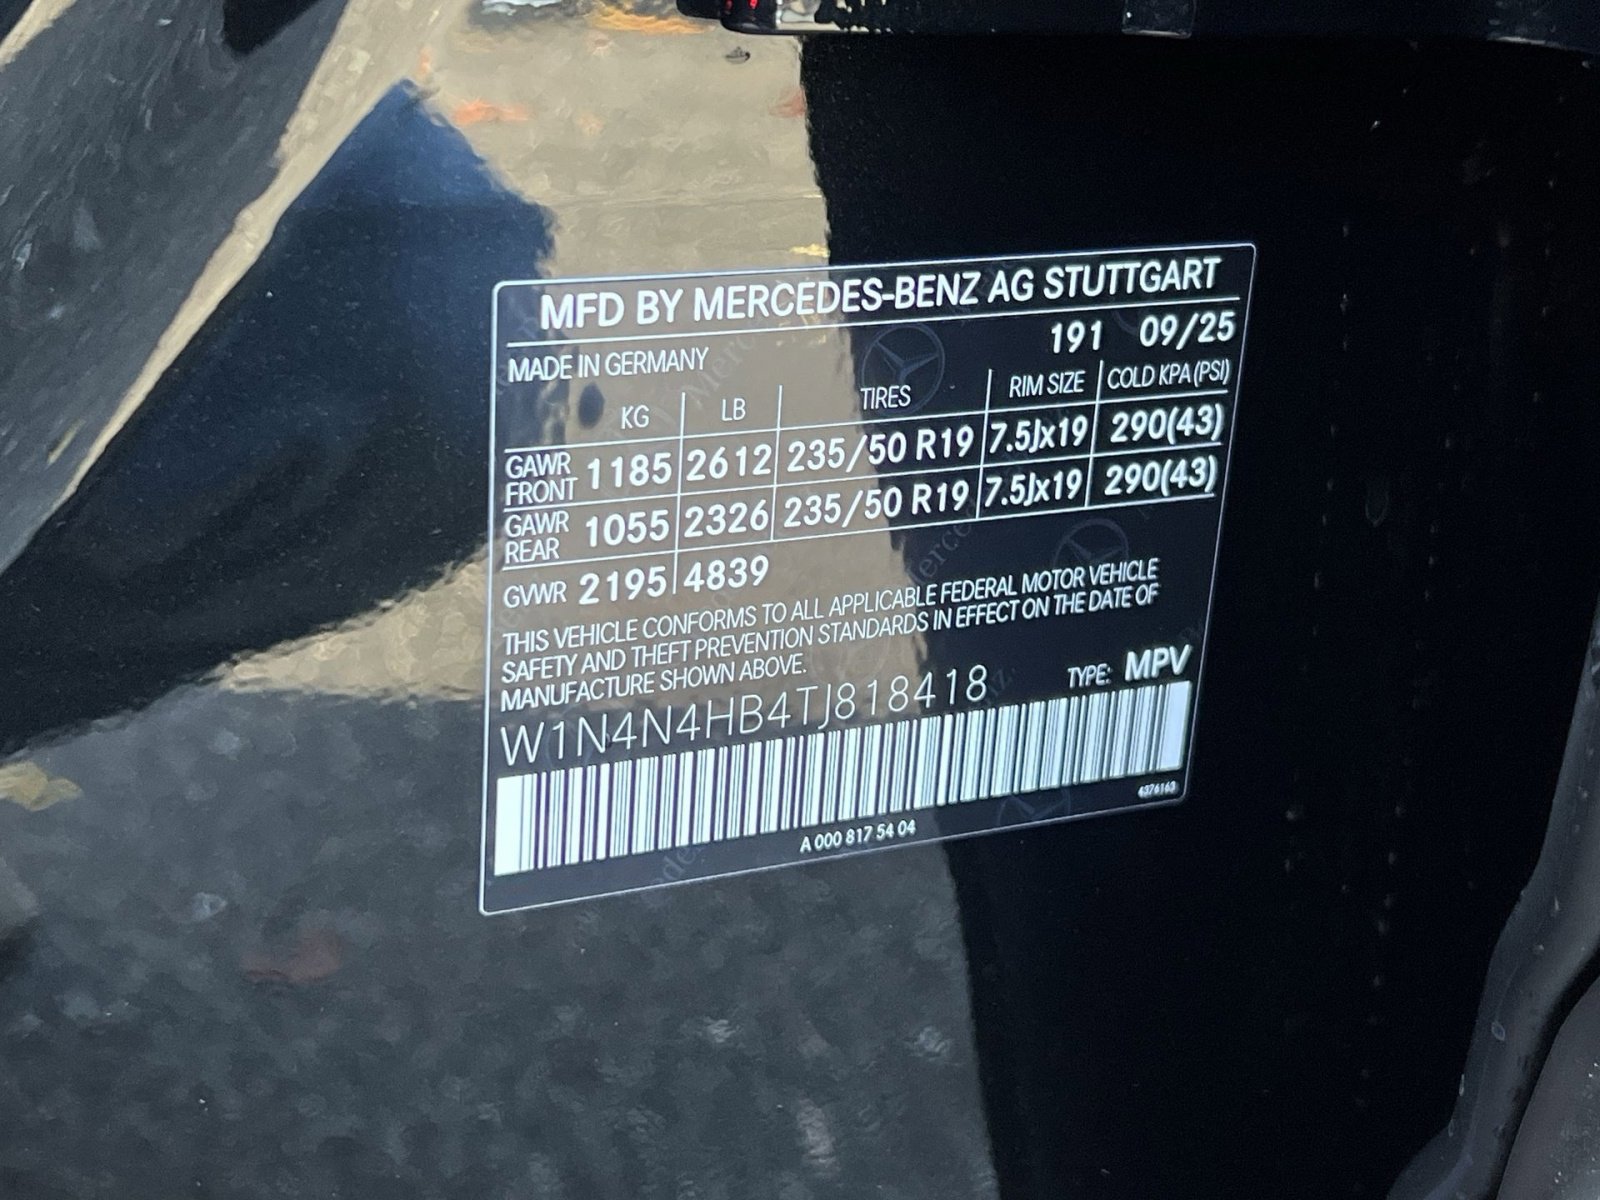 MFD BY MERCEDES-BENZ AG STUTTGART
191 09/25
MADE IN GERMANY
KG LB TIRES RIM SIZE COLD KPA (PSI)
GAWR FRONT 1185 2612 235/50 R19 7.5Jx19 290(43)
GAWR REAR 1055 2326 235/50 R19 7.5Jx19 290(43)
GVWR 2195 4839
THIS VEHICLE CONFORMS TO ALL APPLICABLE FEDERAL MOTOR VEHICLE
SAFETY AND THEFT PREVENTION STANDARDS IN EFFECT ON THE DATE OF
MANUFACTURE SHOWN ABOVE.
TYPE: MPV
W1N4N4HB4TJ818418
4376163
A 000 817 54 04